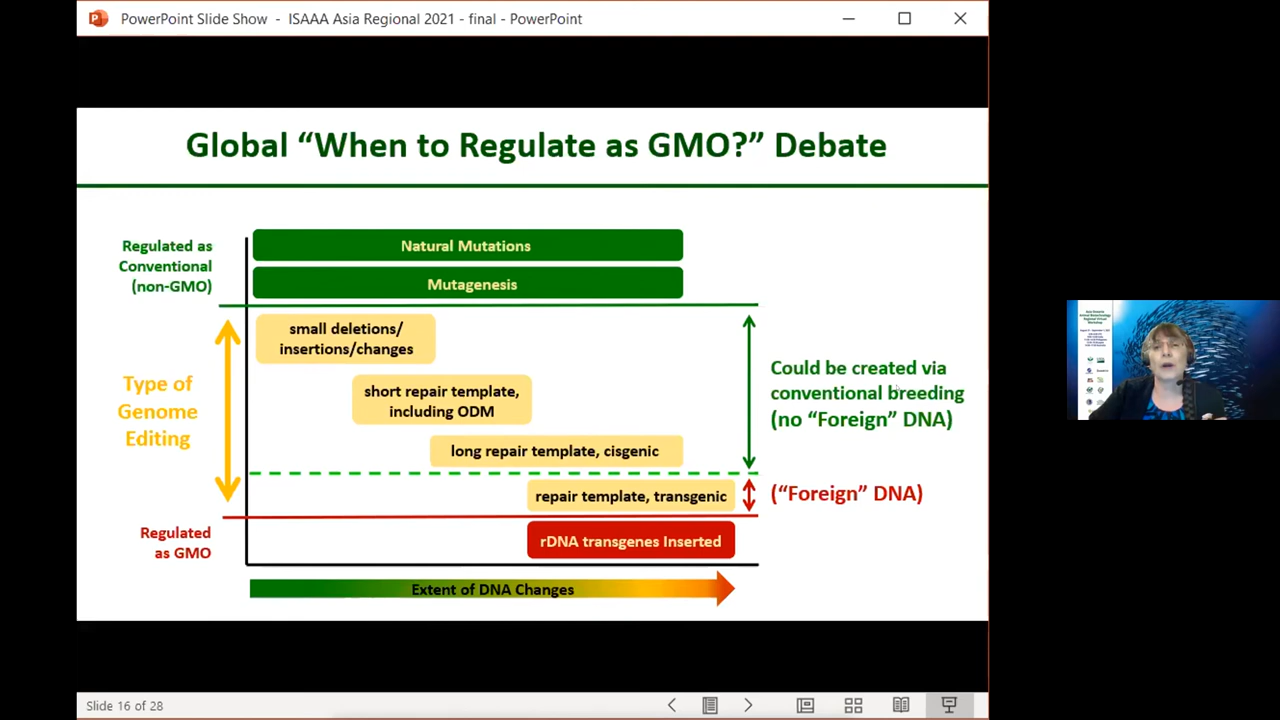 PowerPoint Slide Show - ISAAA Asia Regional 2021 - final - PowerPoint
Global “When to Regulate as GMO?” Debate
Regulated as
Conventional
(non-GMO)
Natural Mutations
Mutagenesis
small deletions/
insertions/changes
short repair template,
including ODM
long repair template, cisgenic
repair template, transgenic
rDNA transgenes Inserted
Type of
Genome
Editing
Regulated
as GMO
Could be created via
conventional breeding
(no “Foreign” DNA)
(“Foreign” DNA)
Extent of DNA Changes
Slide 16 of 28